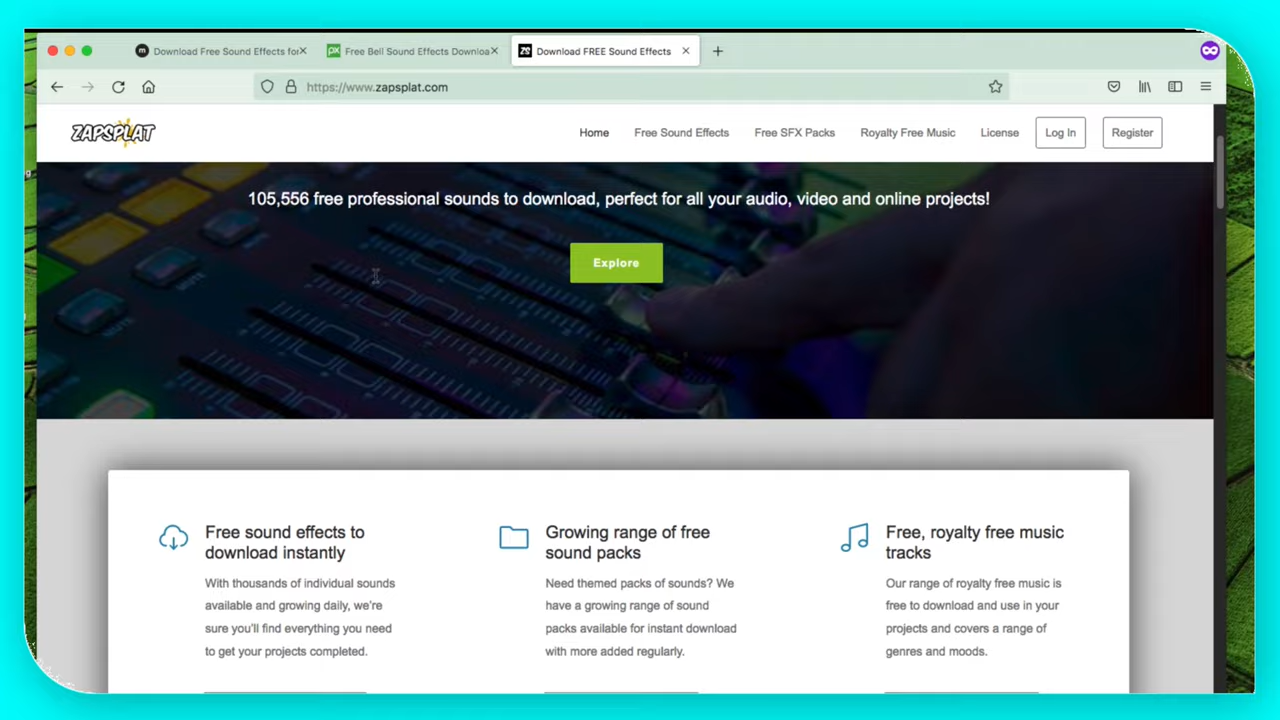 Download Free Sound Effects for
Free Bell Sound Effects Downloa
Download FREE Sound Effects
https://www.zapsplat.com
ZAPSPLAT
Home
Free Sound Effects
Free SFX Packs
Royalty Free Music
License
Log In
Register
105,556 free professional sounds to download, perfect for all your audio, video and online projects!
Explore
Free sound effects to
download instantly
With thousands of individual sounds
available and growing daily, we're
sure you'll find everything you need
to get your projects completed.
Growing range of free
sound packs
Need themed packs of sounds? We
have a growing range of sound
packs available for instant download
with more added regularly.
Free, royalty free music
tracks
Our range of royalty free music is
free to download and use in your
projects and covers a range of
genres and moods.